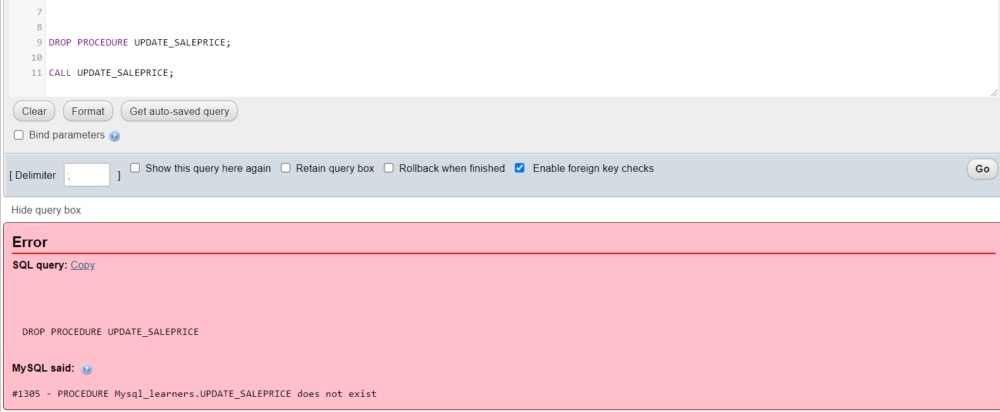 7
8
9 DROP PROCEDURE UPDATE_SALEPRICE;
10
11 CALL UPDATE_SALEPRICE;
Clear Format Get auto-saved query
Bind parameters ?
[ Delimiter ; ] Show this query here again Retain query box Rollback when finished Enable foreign key checks Go
Hide query box
Error
SQL query: Copy
DROP PROCEDURE UPDATE_SALEPRICE
MySQL said: ?
#1305 - PROCEDURE Mysql_learners.UPDATE_SALEPRICE does not exist